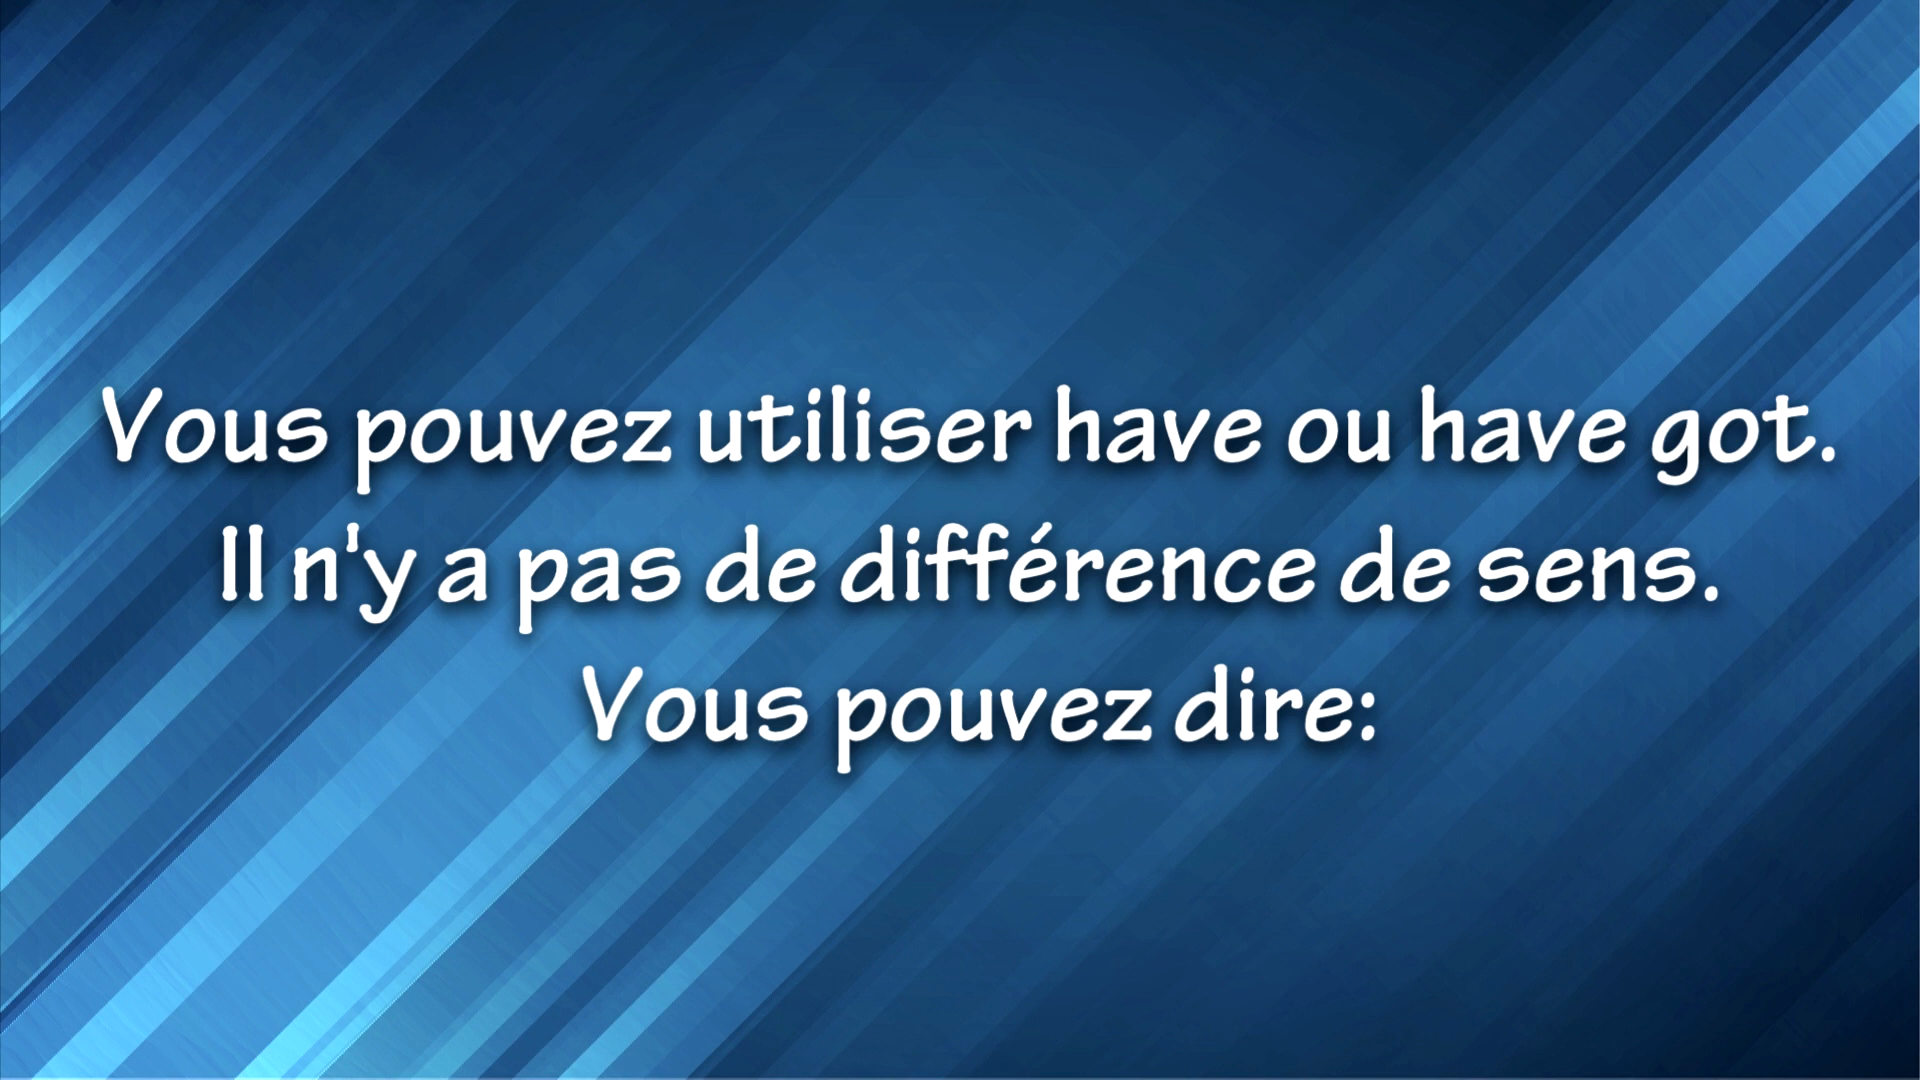 Vous pouvez utiliser have ou have got.
Il n'y a pas de différence de sens.
Vous pouvez dire: